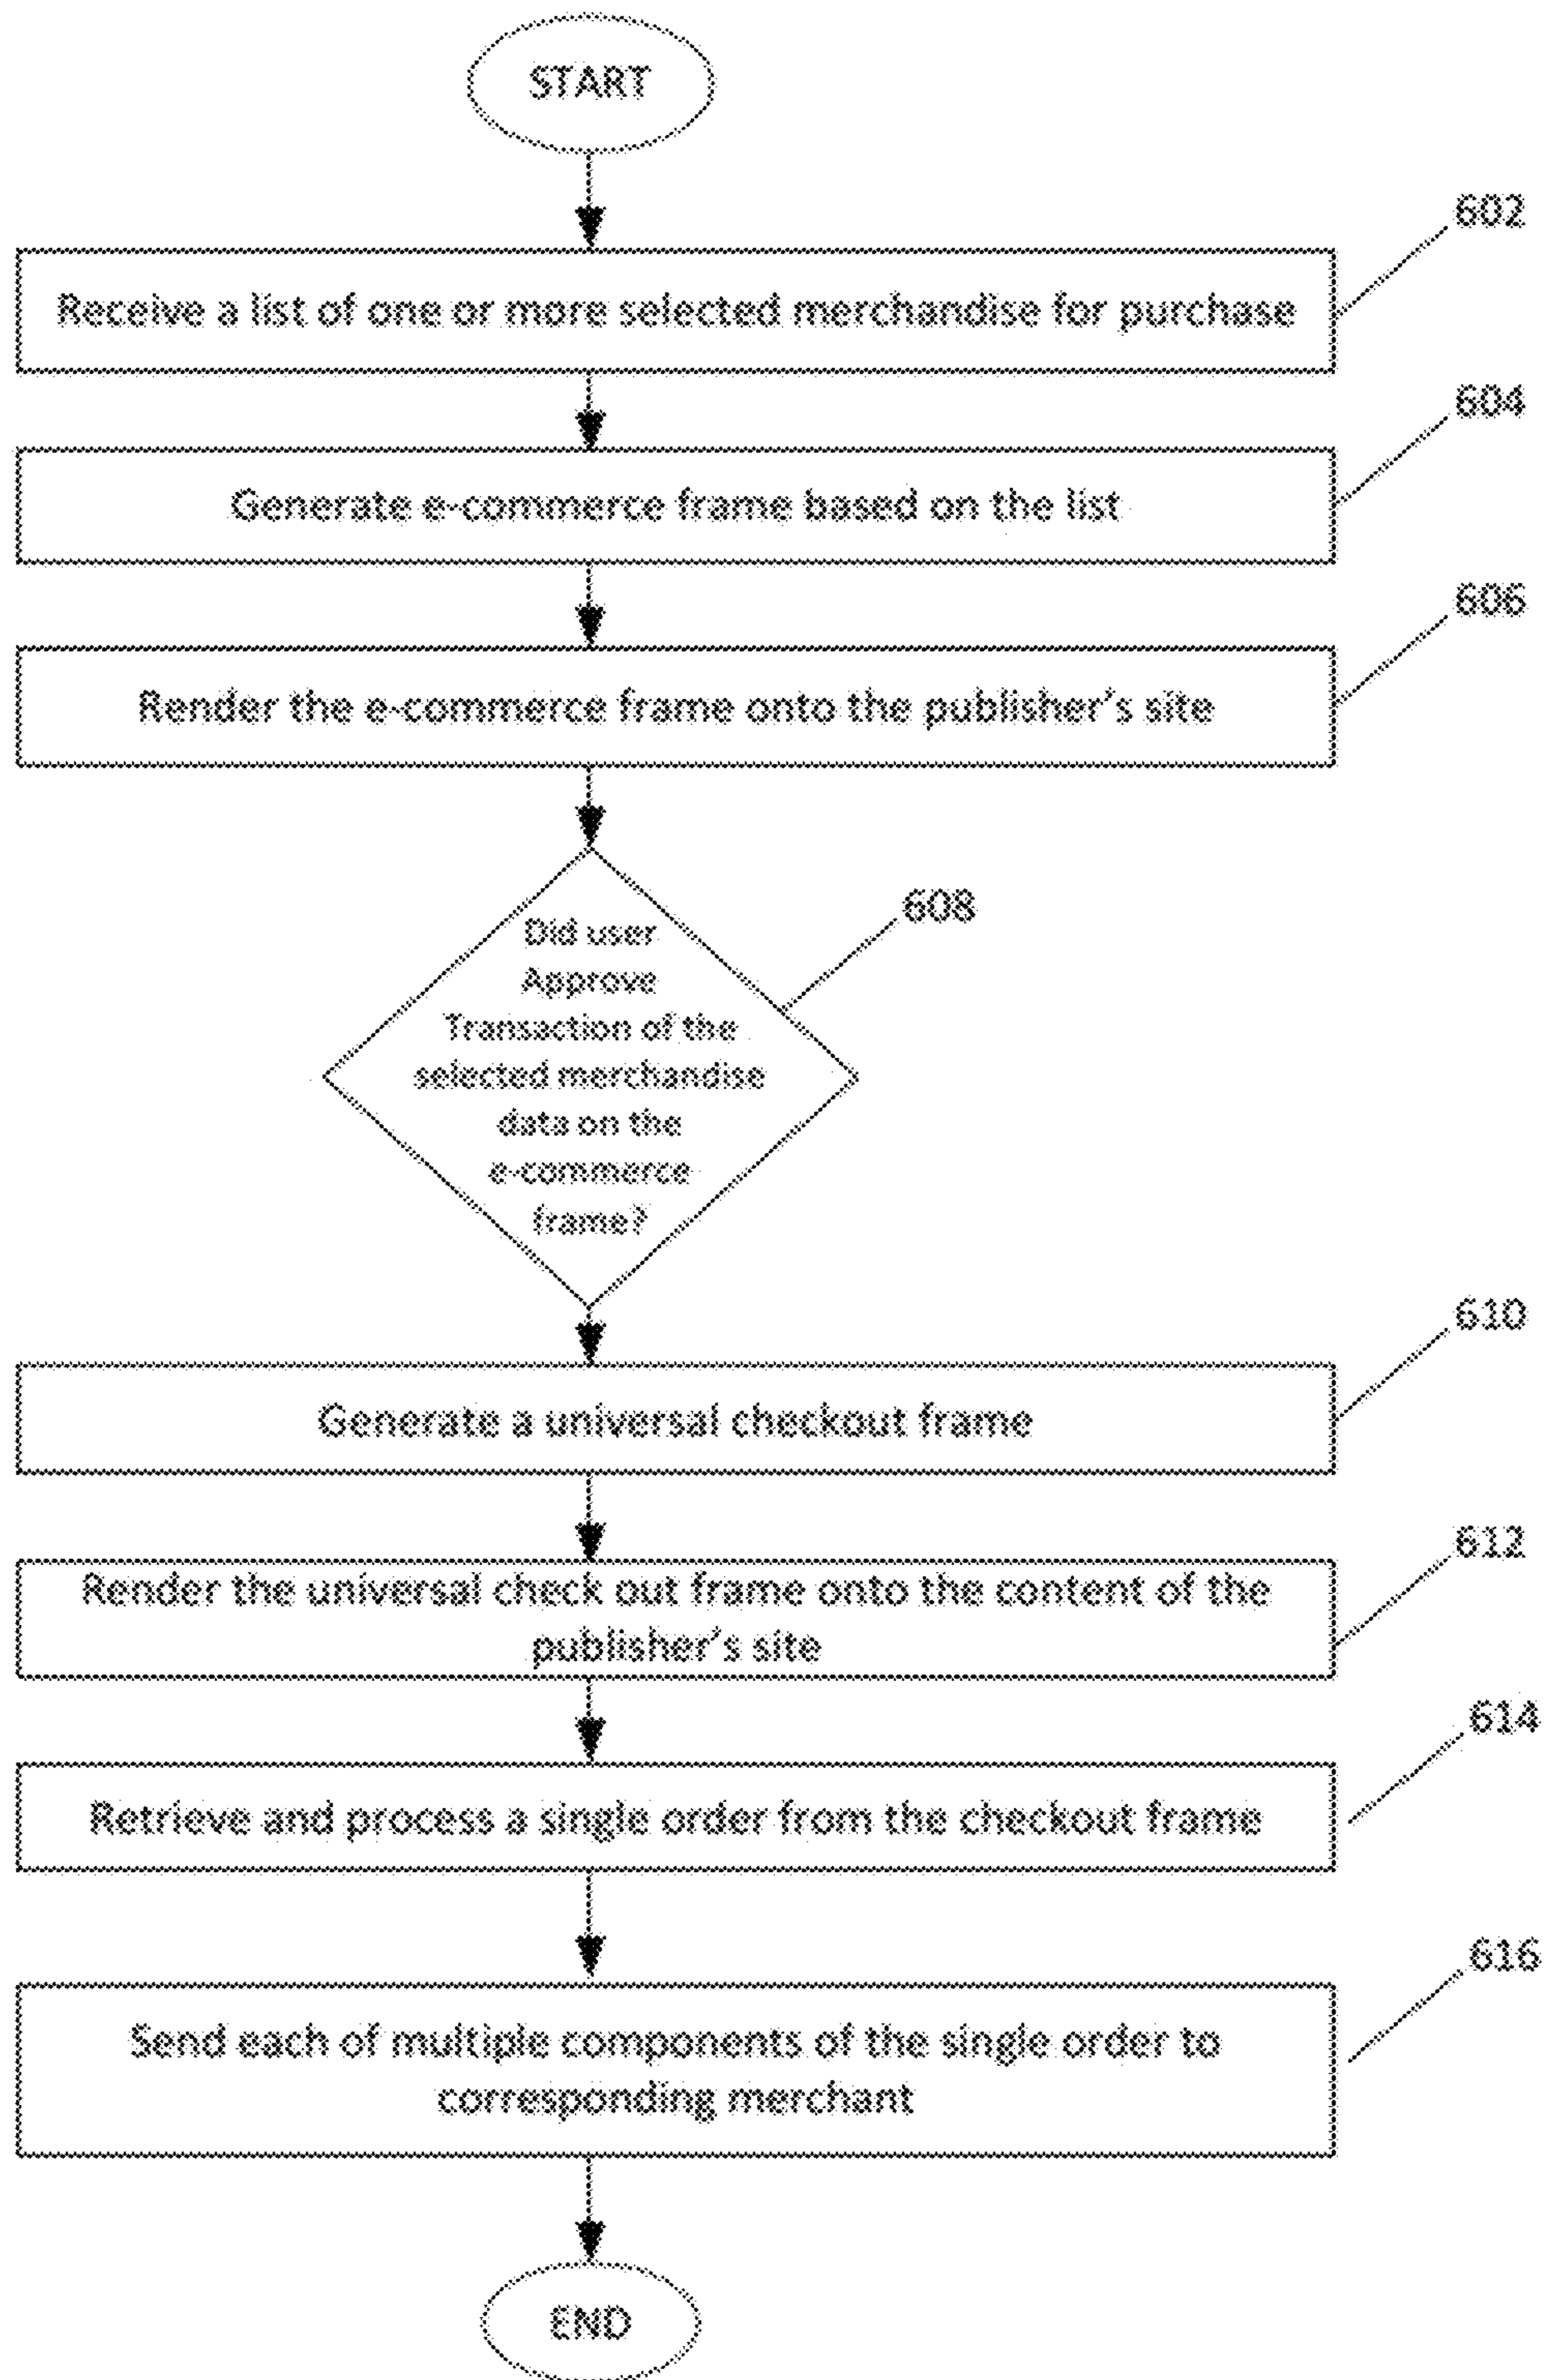 START
602
Receive a list of one or more selected merchandise for purchase
604
Generate e-commerce frame based on the list
606
Render the e-commerce frame onto the publisher's site
608
Did user
Approve
Transaction of the
selected merchandise
data on the
e-commerce
frame?
610
Generate a universal checkout frame
612
Render the universal check out frame onto the content of the
publisher's site
614
Retrieve and process a single order from the checkout frame
616
Send each of multiple components of the single order to
corresponding merchant
END